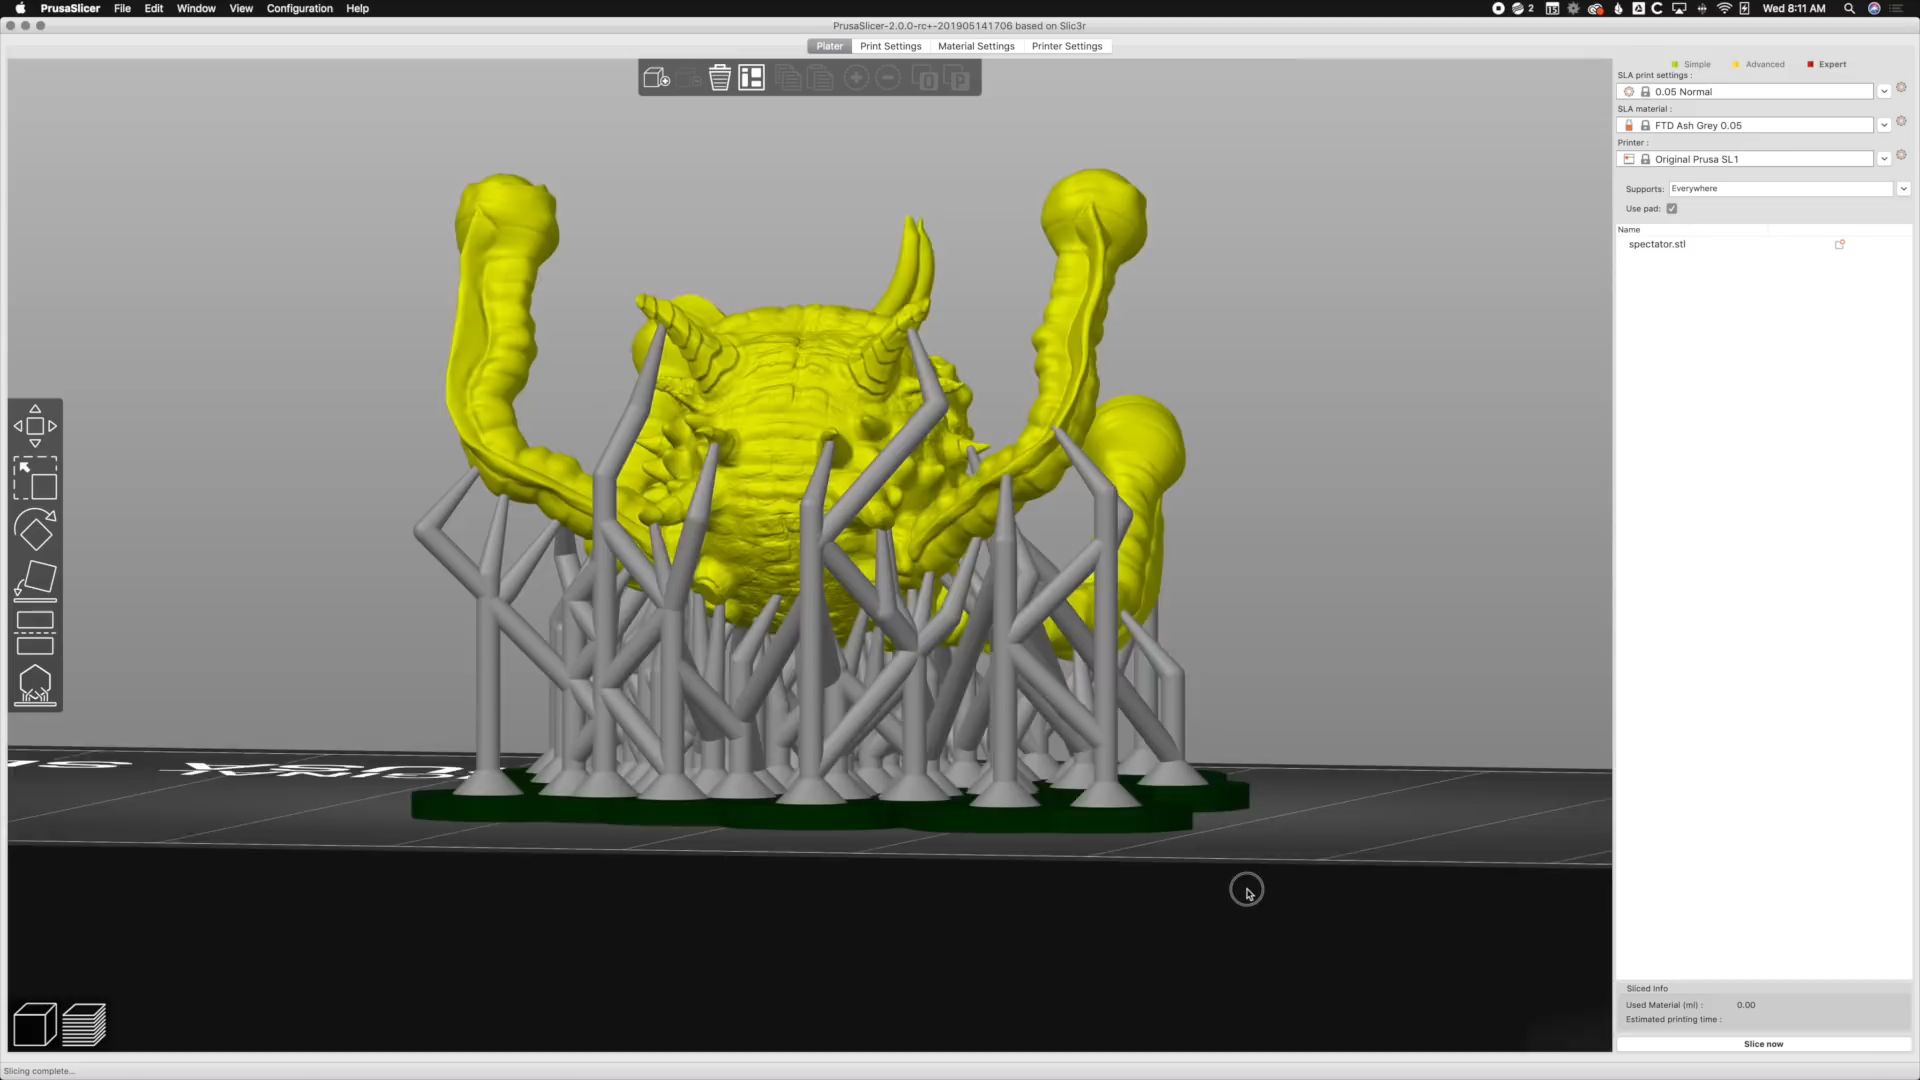 PrusaSlicer File Edit Window View Configuration Help
2 Wed 8:11 AM
PrusaSlicer-2.0.0-rc+-201905141706 based on Slic3r
Plater Print Settings Material Settings Printer Settings
Simple Advanced Expert
SLA print settings :
0.05 Normal
SLA material :
FTD Ash Grey 0.05
Printer :
Original Prusa SL1
Supports: Everywhere
Use pad:
Name
spectator.stl
Sliced Info
Used Material (ml) : 0.00
Estimated printing time :
Slice now
Slicing complete...